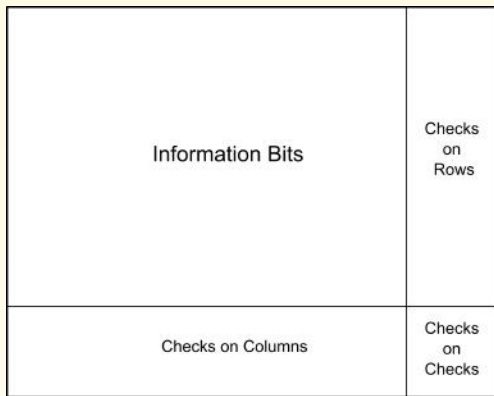 Information Bits
Checks
on
Rows
Checks on Columns
Checks
on
Checks